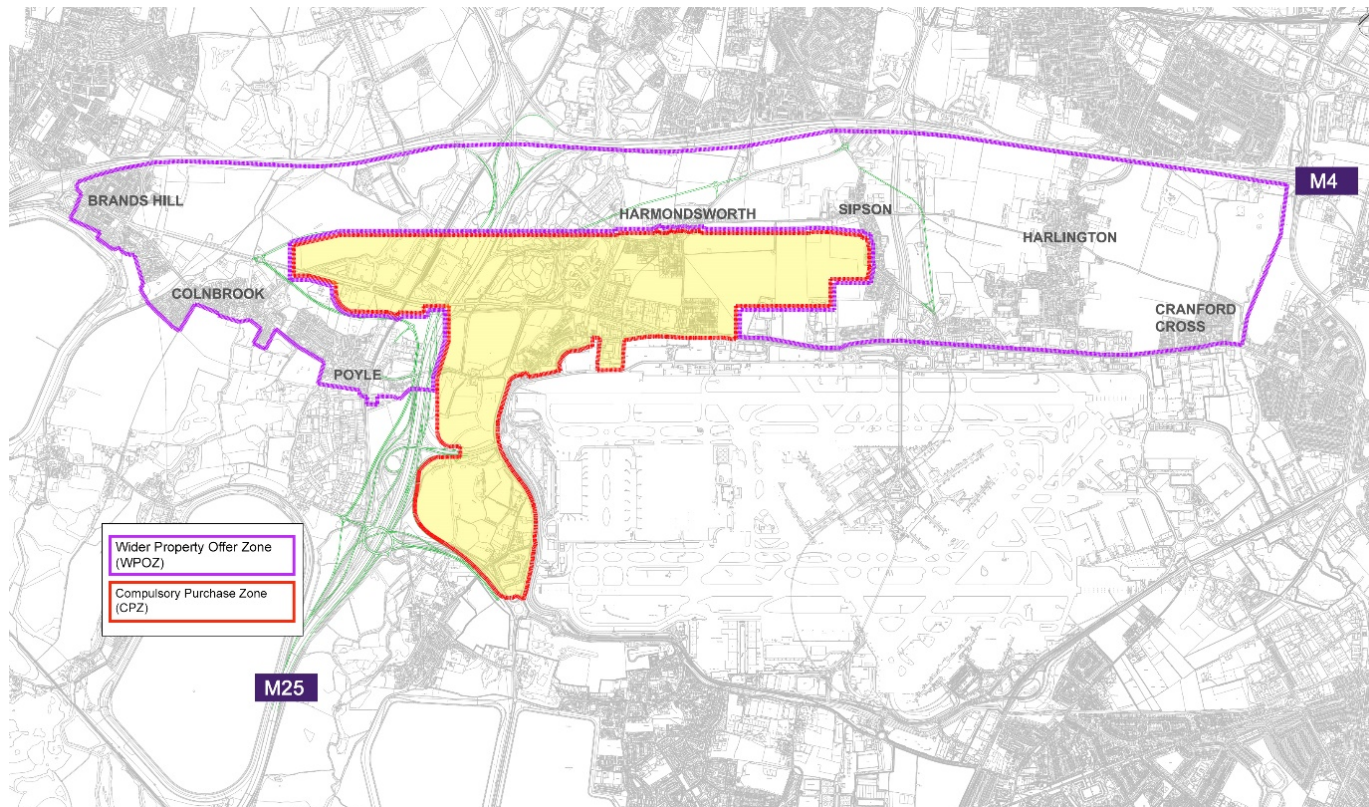 M4
BRANDS HILL
HARMONDSWORTH
SIPSON
HARLINGTON
COLNBROOK
CRANFORD
CROSS
POYLE
Wider Property Offer Zone
(WPOZ)
Compulsory Purchase Zone
(CPZ)
M25